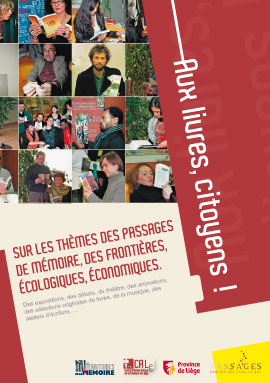 Aux livres, citoyens !
SUR LES THÈMES DES PASSAGES
DE MÉMOIRE, DES FRONTIÈRES,
ÉCOLOGIQUES, ÉCONOMIQUES.
Des expositions, des débats, du théâtre, des animations,
des sélections originales de livres, de la musique, des
ateliers d'écriture, ...
TERRITOIRES
MÉMOIRE
Province
de Liège
PASSAGES